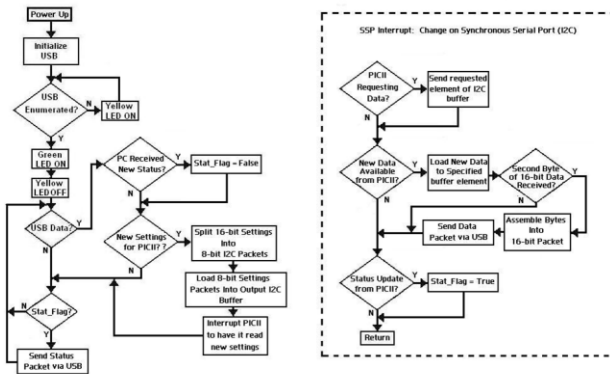 Power Up
Initialize
USB
USB
Enumerated?
N
Yellow
LED ON
Y
Green
LED ON
Yellow
LED OFF
USB Data?
Y
N
Stat_Flag?
N
Y
Send Status
Packet via USB
PC Received
New Status?
Y
Stat_Flag = False
N
New Settings
for PICII? ?
Y
N
Split 16-bit Settings
Into
8-bit I2C Packets
Load 8-bit Settings
Packets Into Output I2C
Buffer
Interrupt PICII
to have it read
new settings
SSP Interrupt: Change on Synchronous Serial Port (I2C)
PICII
Requesting
Data?
Y
N
Send requested
element of I2C
buffer
New Data
Available
from PICII?
Y
N
Load New Data
to Specified
buffer element
Second Byte
of 16-bit Data
Received?
Y
N
Assemble Bytes
Into
16-bit Packet
Send Data
Packet via USB
Status Update
from PICII?
Y
N
Stat_Flag = True
Return